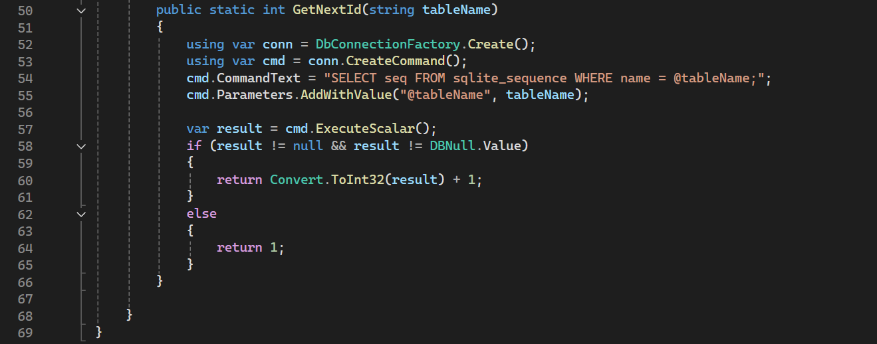 50 public static int GetNextId(string tableName)
51 {
52 using var conn = DbConnectionFactory.Create();
53 using var cmd = conn.CreateCommand();
54 cmd.CommandText = "SELECT seq FROM sqlite_sequence WHERE name = @tableName;";
55 cmd.Parameters.AddWithValue("@tableName", tableName);
56
57 var result = cmd.ExecuteScalar();
58 if (result != null && result != DBNull.Value)
59 {
60 return Convert.ToInt32(result) + 1;
61 }
62 else
63 {
64 return 1;
65 }
66 }
67
68 }
69 }